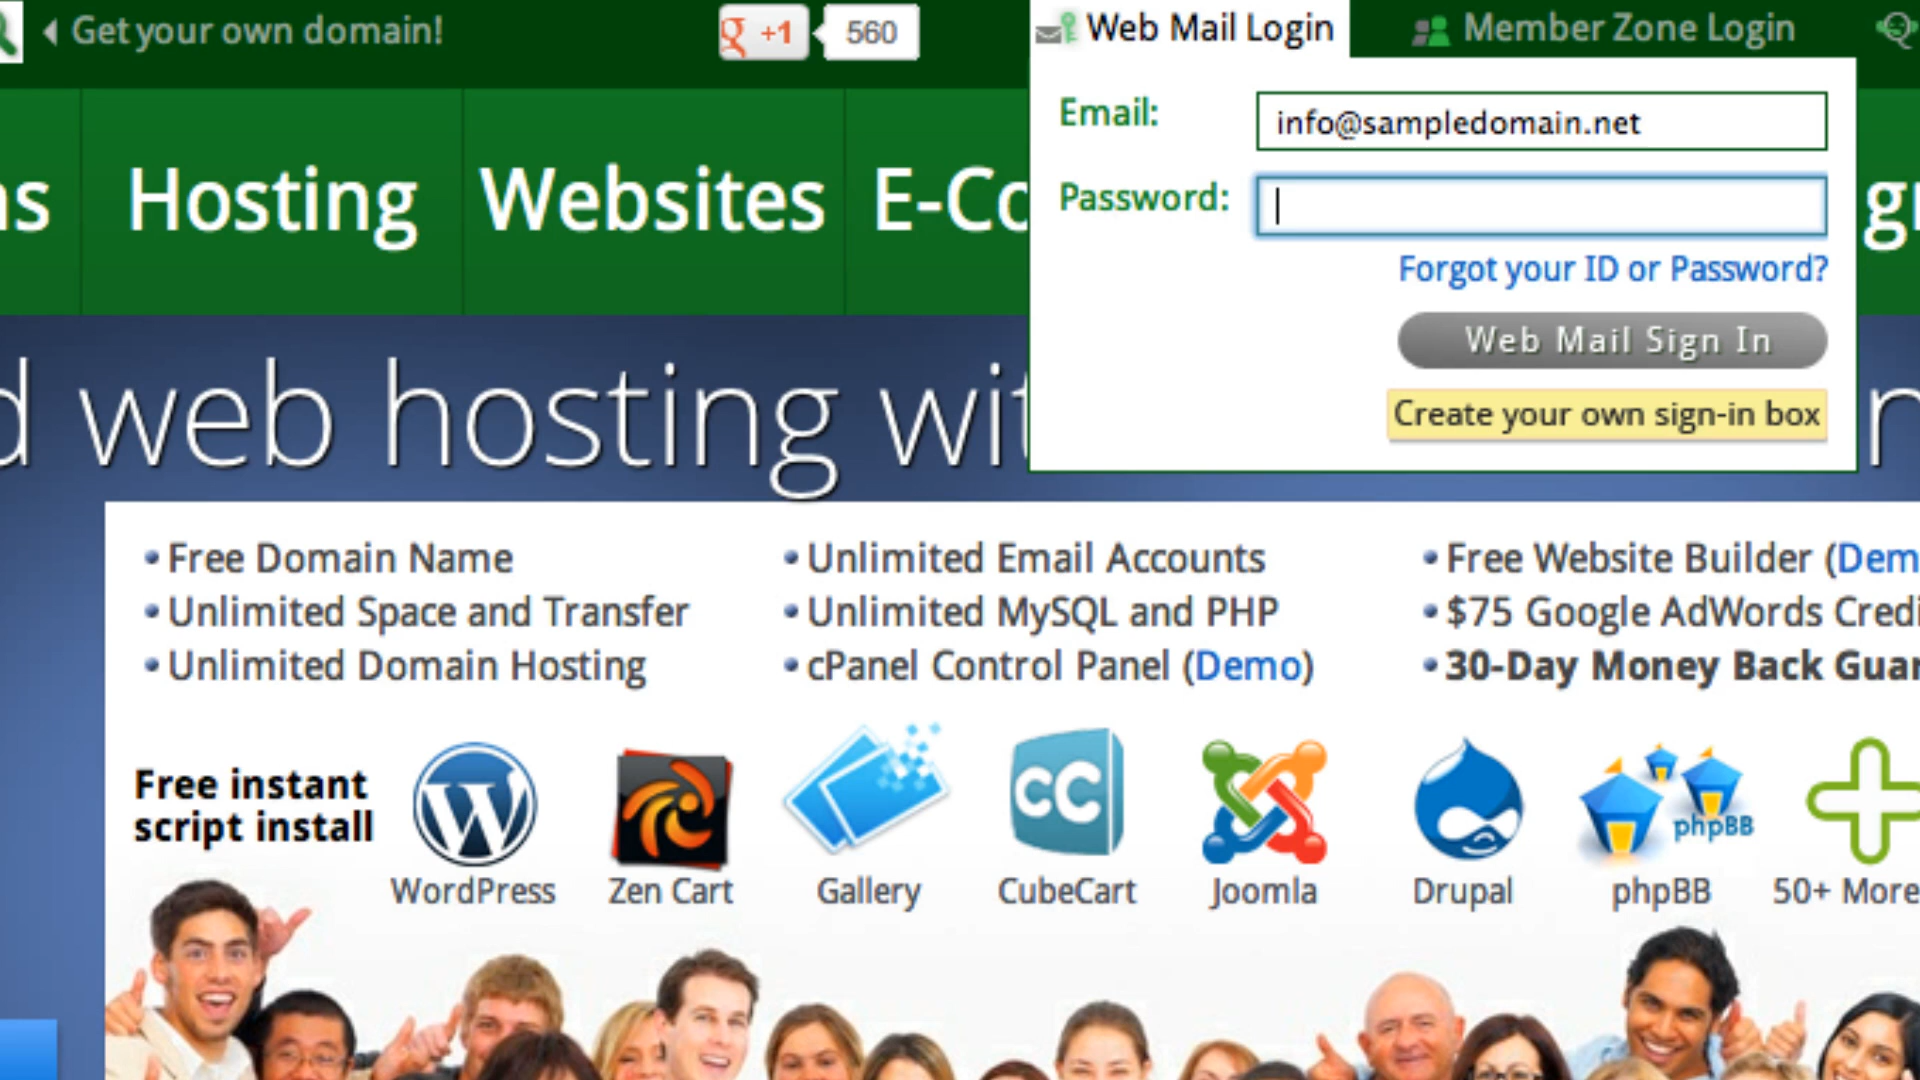 Get your own domain!
+1
560
Web Mail Login
Member Zone Login
Email:
info@sampledomain.net
Password:
Forgot your ID or Password?
Web Mail Sign In
Create your own sign-in box
Hosting
Websites
E-Co
web hosting wit
Free Domain Name
Unlimited Space and Transfer
Unlimited Domain Hosting
Unlimited Email Accounts
Unlimited MySQL and PHP
cPanel Control Panel (Demo)
Free Website Builder (Dem
$75 Google AdWords Credi
30-Day Money Back Guar
Free instant
script install
WordPress
Zen Cart
Gallery
CC
CubeCart
Joomla
Drupal
phpBB
phpBB
50+ More